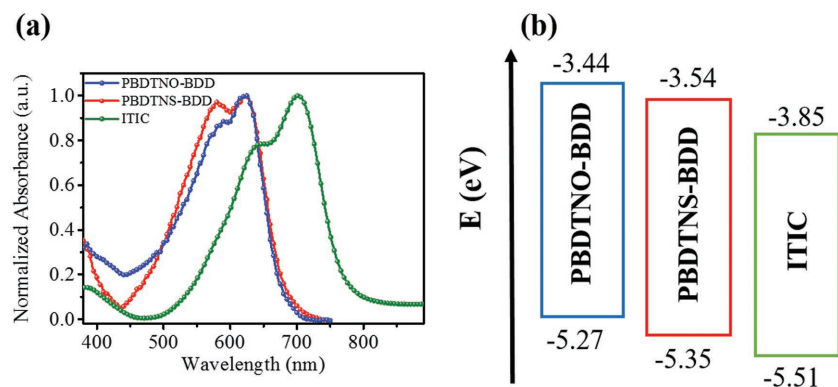 (a)
(b)
PBDTNO-BDD
PBDTNS-BDD
ITIC
Normalized Absorbance (a.u.)
1.0
0.8
0.6
0.4
0.2
0.0
400 500 600 700 800
Wavelength (nm)
E (eV)
-3.44
-3.54
-3.85
PBDTNO-BDD
PBDTNS-BDD
ITIC
-5.27
-5.35
-5.51